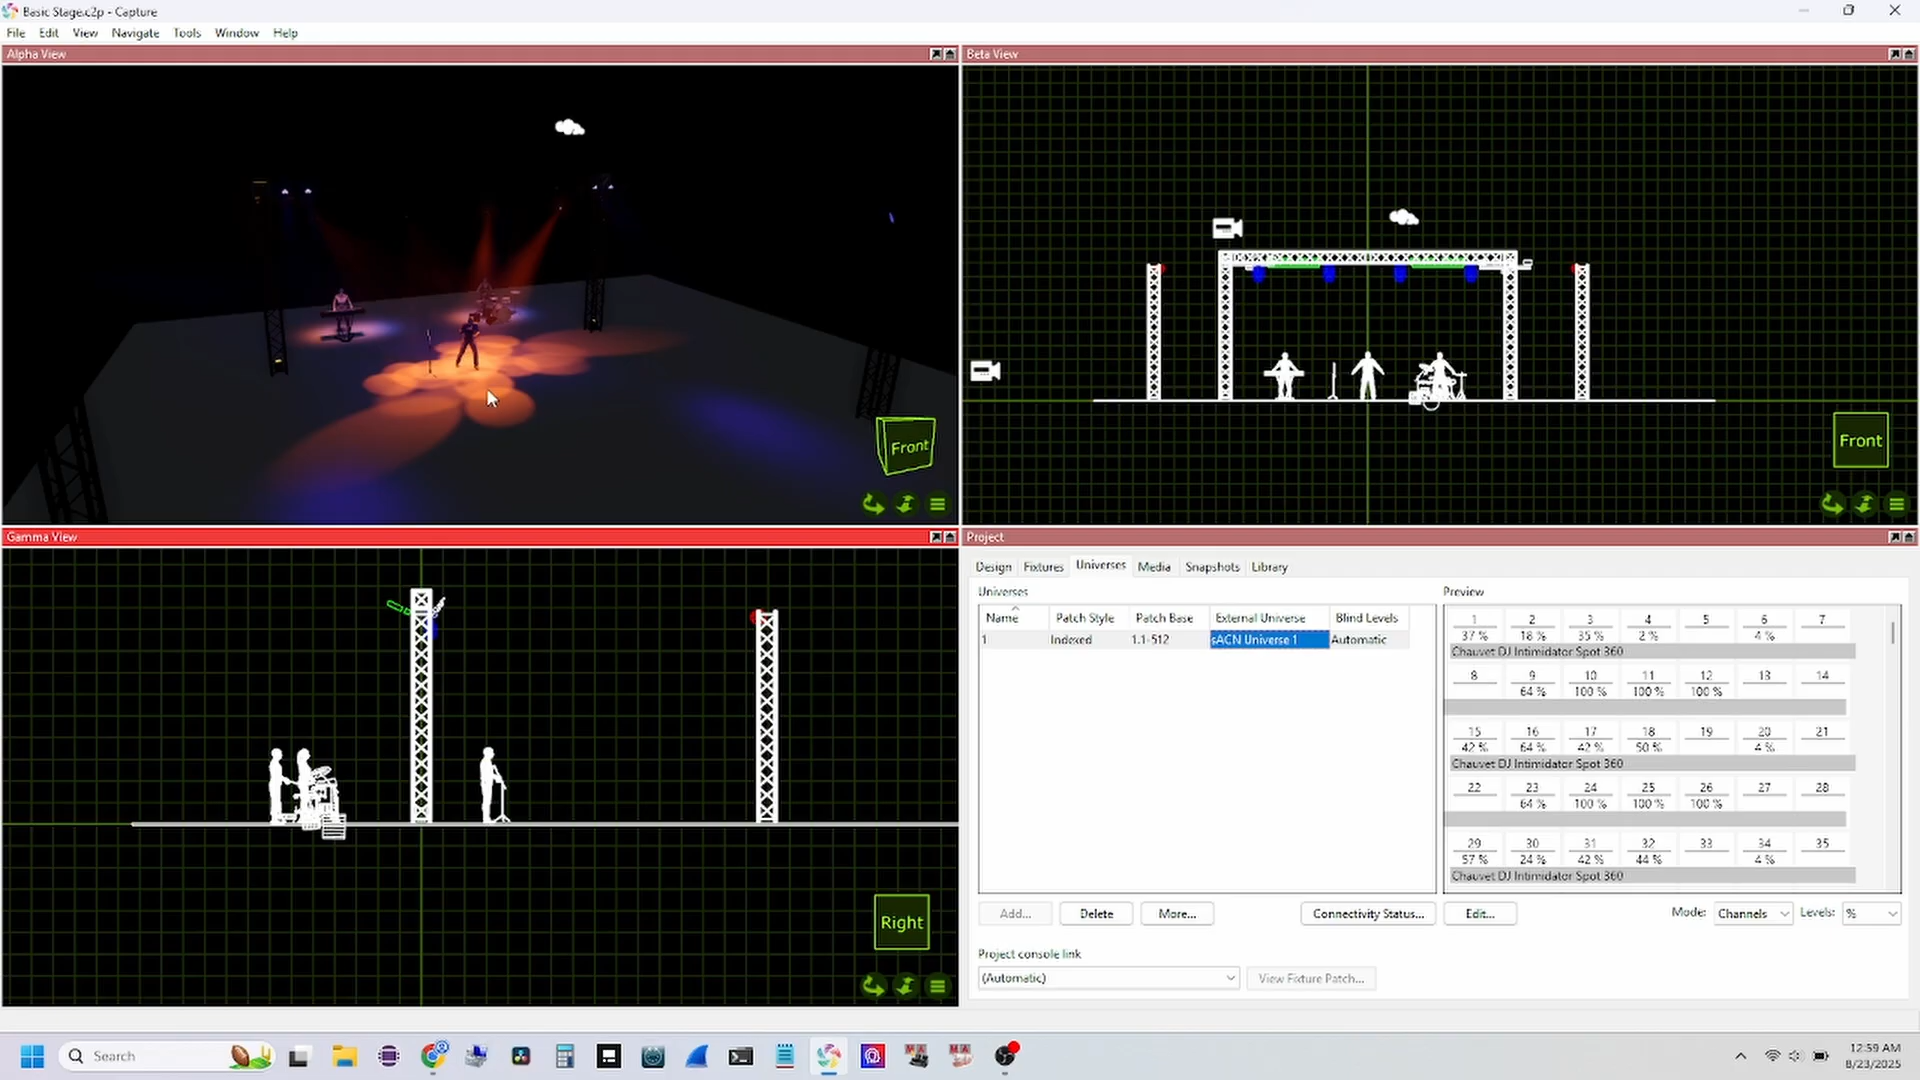 Basic Stage.c2p - Capture
File Edit View Navigate Tools Window Help
Alpha View
Front
Beta View
Front
Gamma View
Right
Project
Design Fixtures Universes Media Snapshots Library
Universes
Name Patch Style Patch Base External Universe Blind Levels
1 Indexed 1.1-512 sACN Universe 1 Automatic
Preview
1 2 3 4 5 6 7
37 % 18 % 35 % 2 % 4 %
Chauvet DJ Intimidator Spot 360
8 9 10 11 12 13 14
64 % 100 % 100 % 100 %
15 16 17 18 19 20 21
42 % 64 % 42 % 50 % 4 %
Chauvet DJ Intimidator Spot 360
22 23 24 25 26 27 28
64 % 100 % 100 % 100 %
29 30 31 32 33 34 35
57 % 24 % 42 % 44 % 4 %
Chauvet DJ Intimidator Spot 360
Add... Delete More... Connectivity Status... Edit... Mode: Channels Levels: %
Project console link
(Automatic) View Fixture Patch...
Search
12:59 AM
8/23/2025